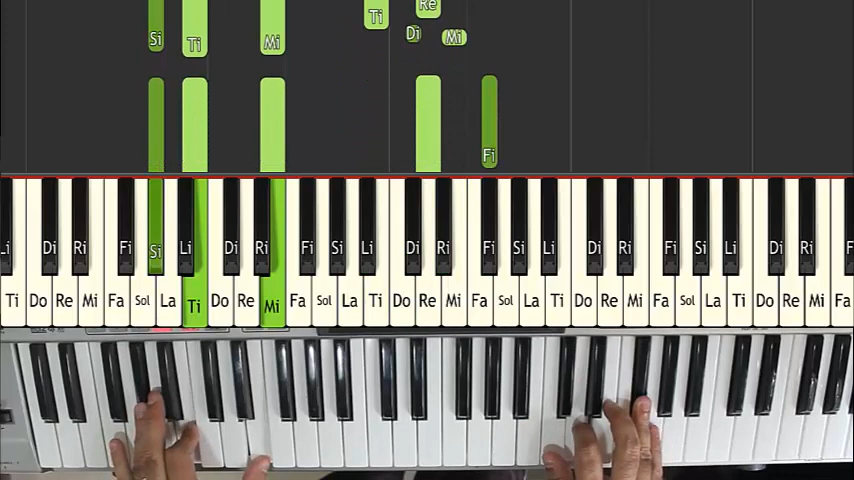 Re
Ti
Si Ti Mi Di Mi
Fi
Li Di Ri Fi Si Li Di Ri Fi Si Li Di Ri Fi Si Li Di Ri Fi Si Li Di Ri F
Ti Do Re Mi Fa Sol La Ti Do Re Mi Fa Sol La Ti Do Re Mi Fa Sol La Ti Do Re Mi Fa Sol La Ti Do Re Mi Fa